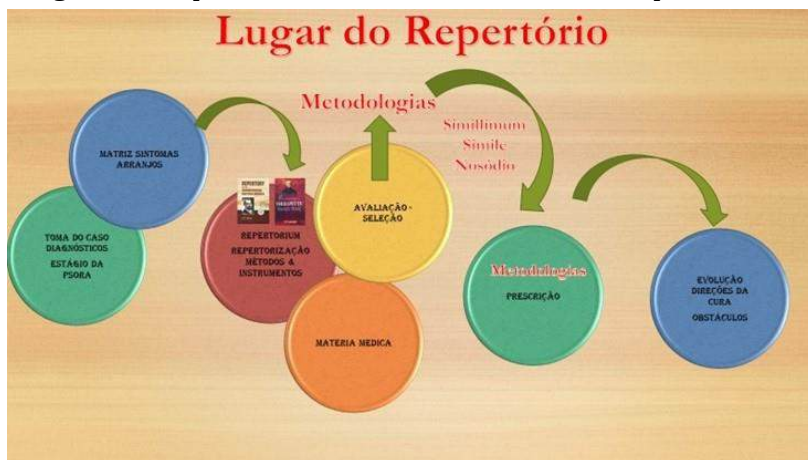 Lugar do Repertório
Metodologias
Simillimum
Simile
Nosódio
MATRIZ SINTOMAS
ARRANJOS
TOMA DO CASO
DIAGNÓSTICOS
ESTÁGIO DA
PSORA
REPERTORY
REPERTORIUM
REPERTORIZAÇÃO
MÉTODOS &
INSTRUMENTOS
AVALIAÇÃO -
SELEÇÃO
MATERIA MEDICA
Metodologias
PRESCRIÇÃO
EVOLUÇÃO
DIREÇÕES DA
CURA
OBSTÁCULOS